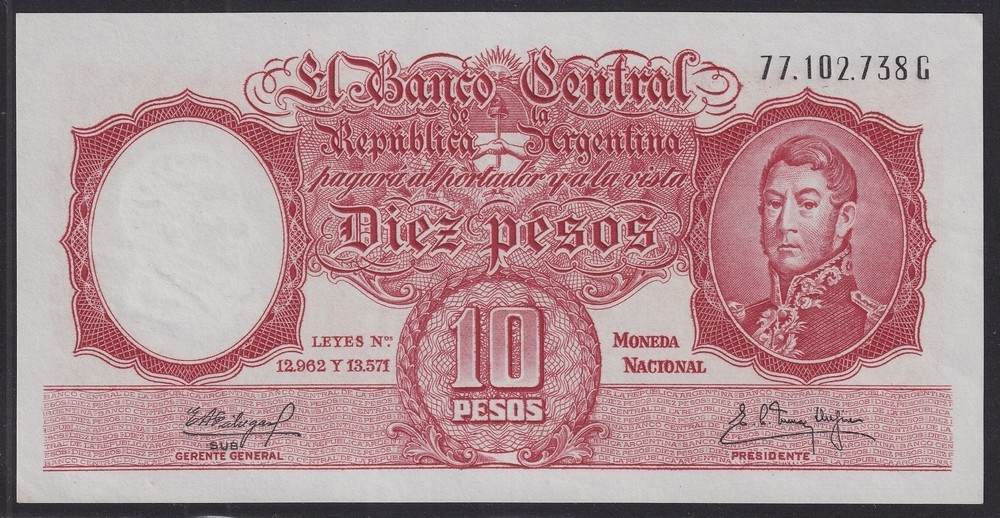 77.102.738 G
El Banco Central
de la
República Argentina
pagará al portador y a la vista
Diez pesos
LEYES Nos
12.962 Y 13.571
10
PESOS
MONEDA
NACIONAL
SUB
GERENTE GENERAL
PRESIDENTE